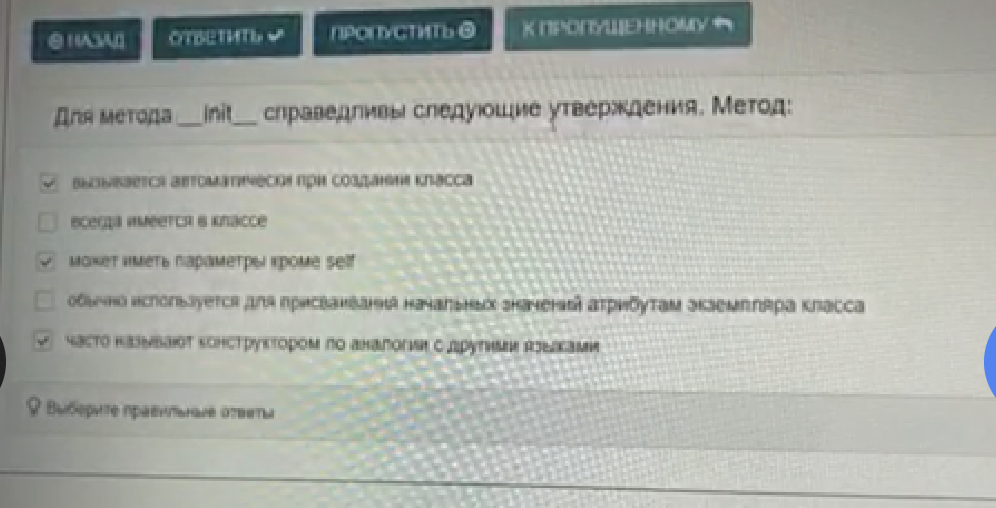 НАЗАД ОТВЕТИТЬ ПРОПУСТИТЬ К ПРОПУЩЕННОМУ
Для метода __init__ справедливы следующие утверждения. Метод:
вызывается автоматически при создании класса
всегда имеется в классе
может иметь параметры кроме self
обычно используется для присваивания начальных значений атрибутам экземпляра класса
часто называют конструктором по аналогии с другими языками
Выберите правильные ответы